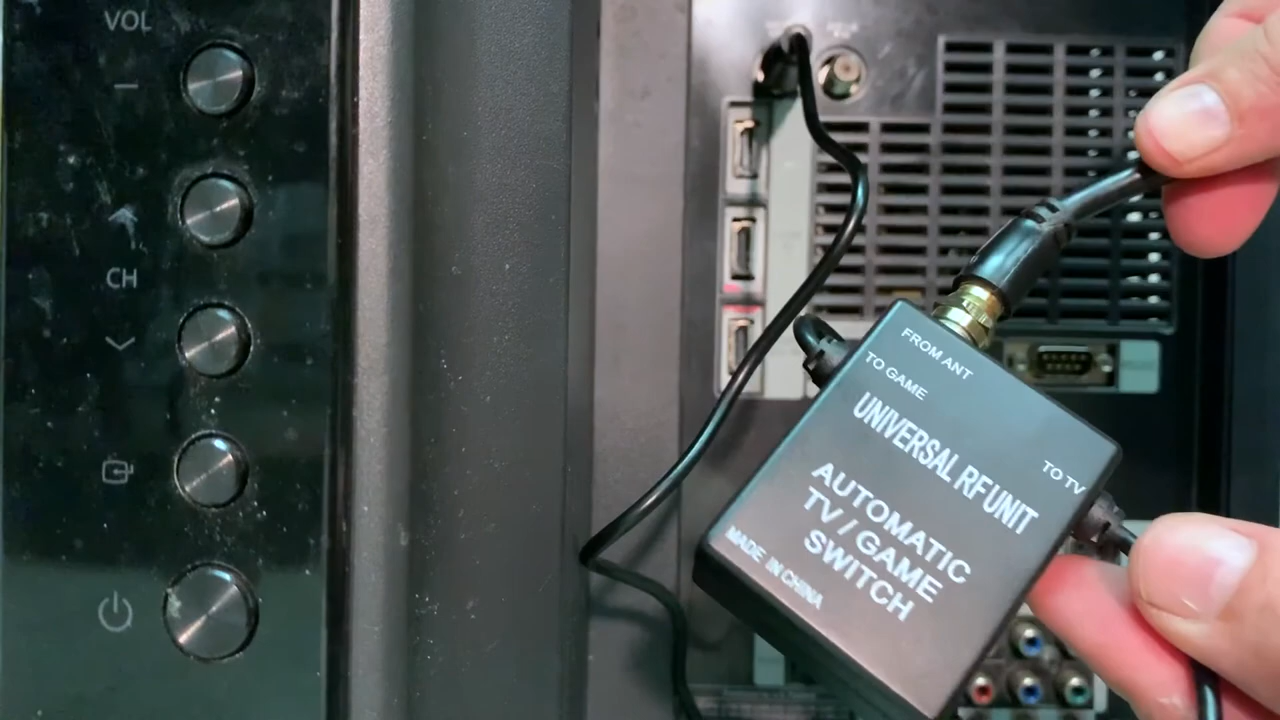 VOL
CH
FROM ANT
TO GAME
UNIVERSAL RF UNIT
TO TV
AUTOMATIC
TV / GAME
SWITCH
MADE IN CHINA